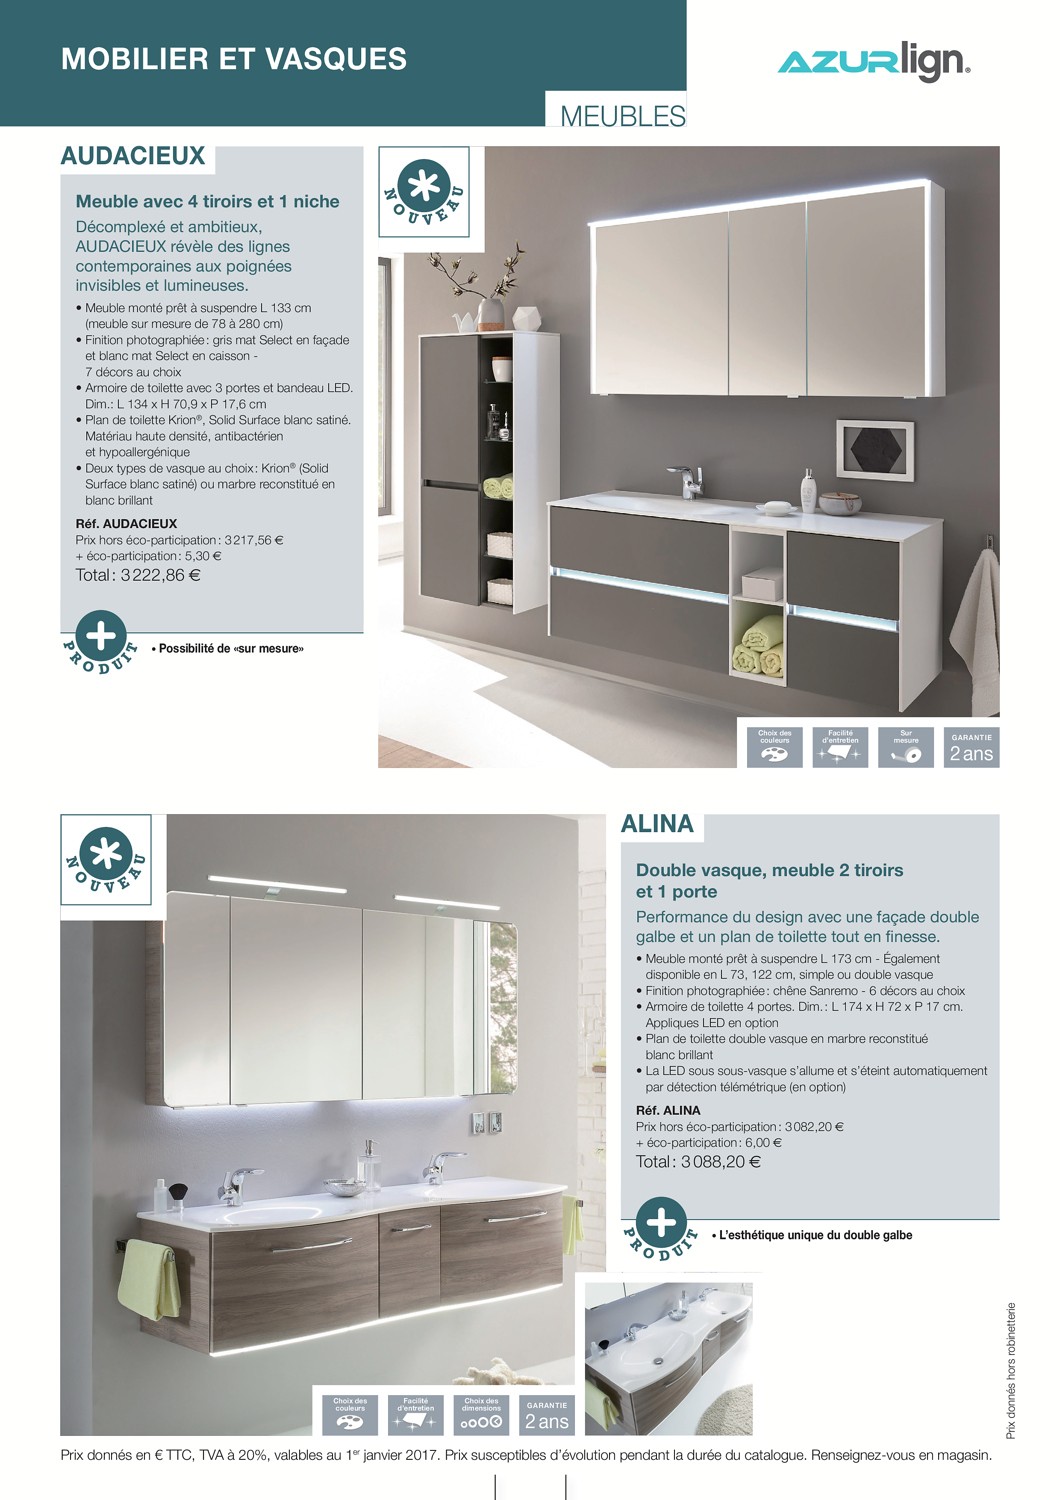 MOBILIER ET VASQUES
AZURlign®
MEUBLES
AUDACIEUX
Meuble avec 4 tiroirs et 1 niche
Décomplexé et ambitieux,
AUDACIEUX révèle des lignes
contemporaines aux poignées
invisibles et lumineuses.
• Meuble monté prêt à suspendre L 133 cm
(meuble sur mesure de 78 à 280 cm)
• Finition photographiée : gris mat Select en façade
et blanc mat Select en caisson -
7 décors au choix
• Armoire de toilette avec 3 portes et bandeau LED.
Dim.: L 134 x H 70,9 x P 17,6 cm
• Plan de toilette Krion®, Solid Surface blanc satiné.
Matériau haute densité, antibactérien
et hypoallergénique
• Deux types de vasque au choix : Krion® (Solid
Surface blanc satiné) ou marbre reconstitué en
blanc brillant
Réf. AUDACIEUX
Prix hors éco-participation : 3 217,56 €
+ éco-participation : 5,30 €
Total : 3 222,86 €
PRODUIT
• Possibilité de «sur mesure»
NOUVEAU
Choix des
couleurs
Facilité
d'entretien
Sur
mesure
GARANTIE
2 ans
NOUVEAU
ALINA
Double vasque, meuble 2 tiroirs
et 1 porte
Performance du design avec une façade double
galbe et un plan de toilette tout en finesse.
• Meuble monté prêt à suspendre L 173 cm - Également
disponible en L 73, 122 cm, simple ou double vasque
• Finition photographiée : chêne Sanremo - 6 décors au choix
• Armoire de toilette 4 portes. Dim. : L 174 x H 72 x P 17 cm.
Appliques LED en option
• Plan de toilette double vasque en marbre reconstitué
blanc brillant
• La LED sous sous-vasque s'allume et s'éteint automatiquement
par détection télémétrique (en option)
Réf. ALINA
Prix hors éco-participation : 3 082,20 €
+ éco-participation : 6,00 €
Total : 3 088,20 €
PRODUIT
• L'esthétique unique du double galbe
Choix des
couleurs
Facilité
d'entretien
Choix des
dimensions
GARANTIE
2 ans
Prix donnés hors robinetterie
Prix donnés en € TTC, TVA à 20%, valables au 1er janvier 2017. Prix susceptibles d'évolution pendant la durée du catalogue. Renseignez-vous en magasin.